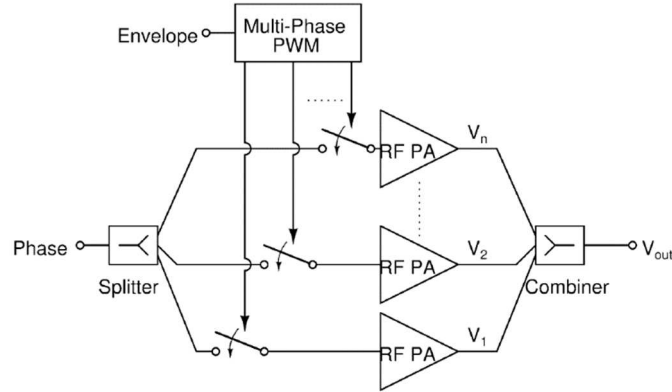 Envelope
Multi-Phase
PWM
........
RF PA
Vn
Phase
Splitter
RF PA
V2
Combiner
Vout
RF PA
V1